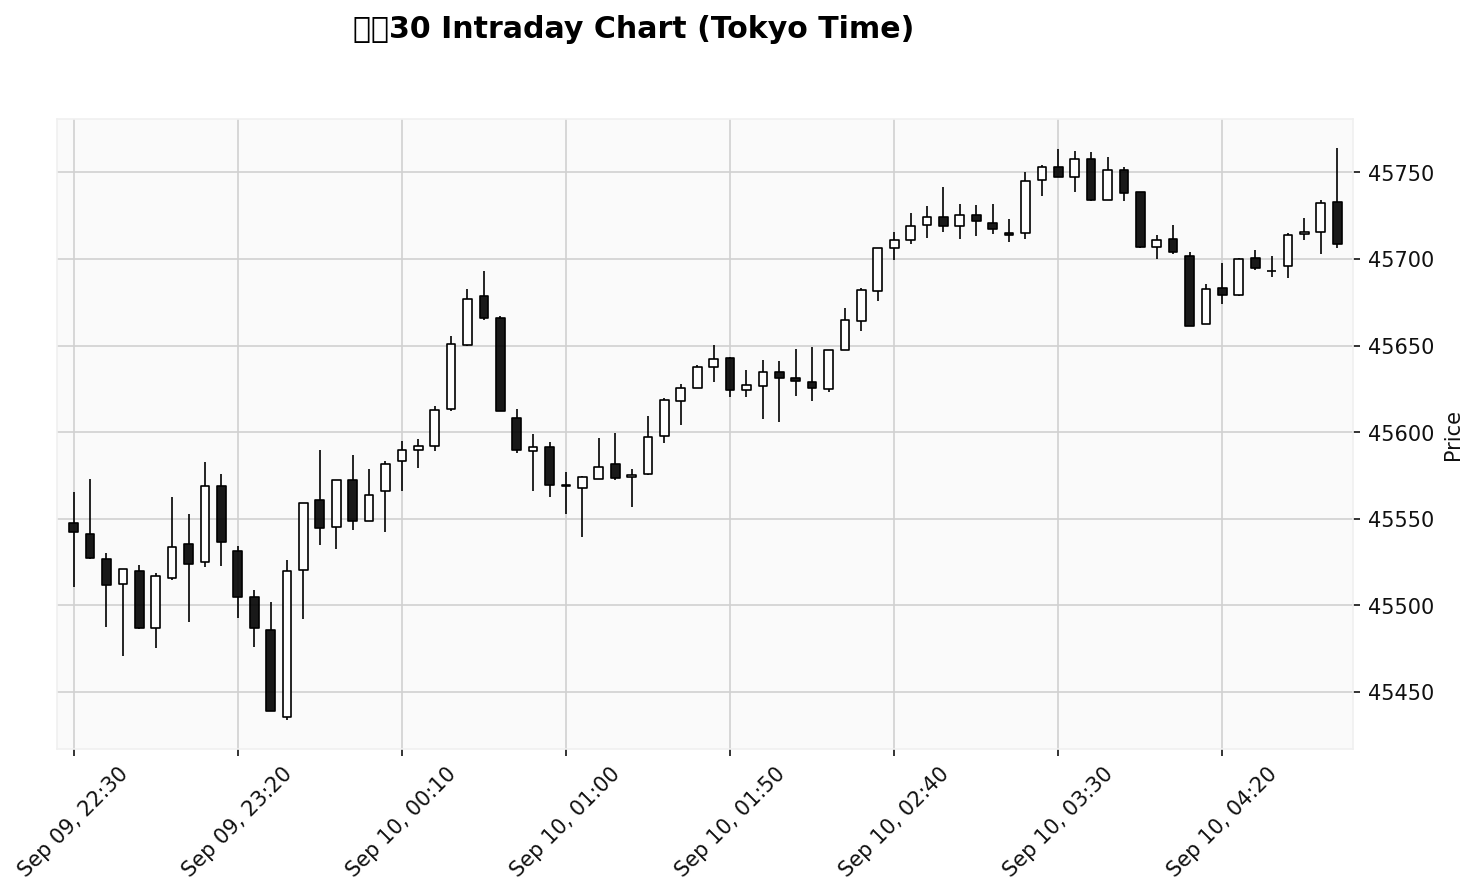 30 Intraday Chart (Tokyo Time)
45750
45700
45650
45600
45550
45500
45450
Price
Sep 09, 22:30
Sep 09, 23:20
Sep 10, 00:10
Sep 10, 01:00
Sep 10, 01:50
Sep 10, 02:40
Sep 10, 03:30
Sep 10, 04:20